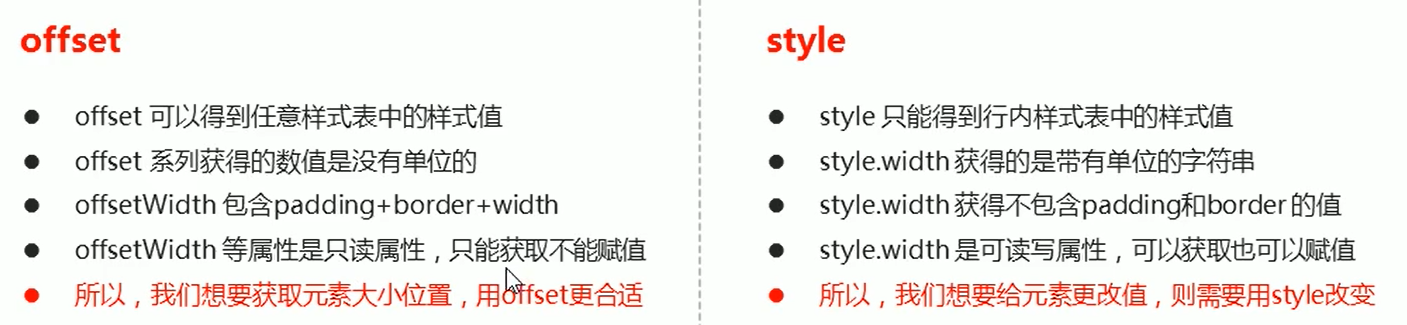 offset
offset 可以得到任意样式表中的样式值
offset 系列获得的数值是没有单位的
offsetWidth 包含padding+border+width
offsetWidth 等属性是只读属性，只能获取不能赋值
所以，我们想要获取元素大小位置，用offset更合适
style
style 只能得到行内样式表中的样式值
style.width 获得的是带有单位的字符串
style.width 获得不包含padding和border 的值
style.width 是可读写属性，可以获取也可以赋值
所以，我们想要给元素更改值，则需要用style改变